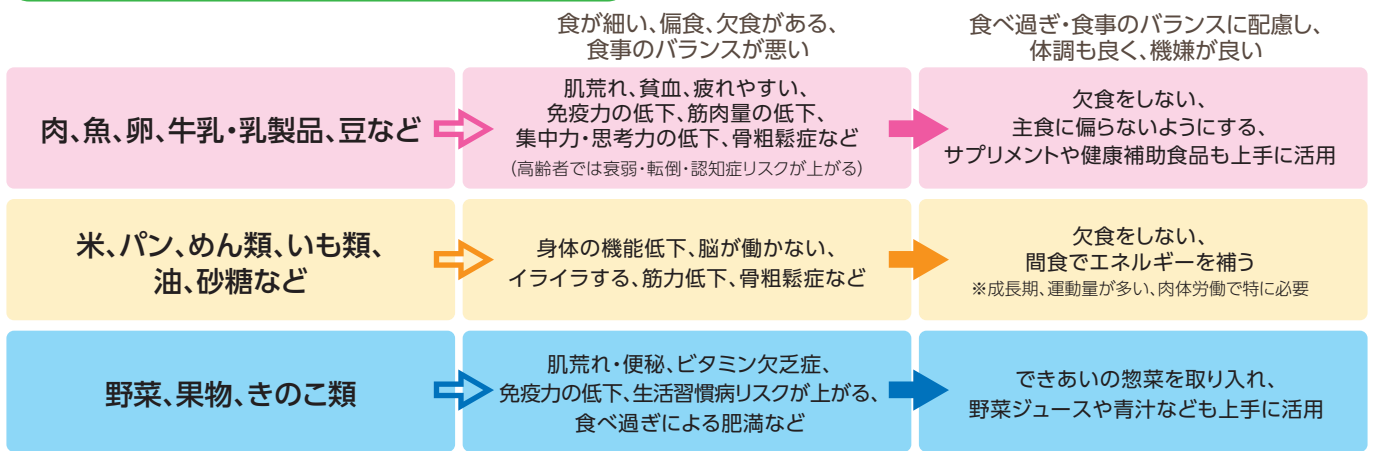 食が細い、偏食、欠食がある、
食事のバランスが悪い
食べ過ぎ・食事のバランスに配慮し、
体調も良く、機嫌が良い
肉、魚、卵、牛乳・乳製品、豆など
肌荒れ、貧血、疲れやすい、
免疫力の低下、筋肉量の低下、
集中力・思考力の低下、骨粗鬆症など
(高齢者では衰弱・転倒・認知症リスクが上がる)
欠食をしない、
主食に偏らないようにする、
サプリメントや健康補助食品も上手に活用
米、パン、めん類、いも類、
油、砂糖など
身体の機能低下、脳が働かない、
イライラする、筋力低下、骨粗鬆症など
欠食をしない、
間食でエネルギーを補う
※成長期、運動量が多い、肉体労働で特に必要
野菜、果物、きのこ類
肌荒れ・便秘、ビタミン欠乏症、
免疫力の低下、生活習慣病リスクが上がる、
食べ過ぎによる肥満など
できあいの惣菜を取り入れ、
野菜ジュースや青汁なども上手に活用